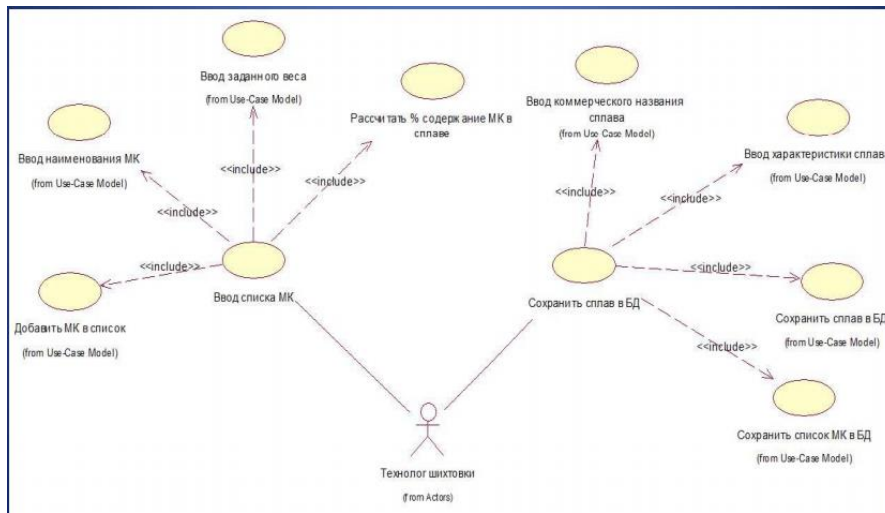 Ввод заданного веса
(from Use-Case Model)
Рассчитать % содержание МК в
сплаве
Ввод коммерческого названия
сплава
(from Use Case Model)
Ввод наименования МК
(from Use-Case Model)
Ввод характеристики сплав
(from Use-Case Model)
<<include>>
<<include>>
<<include>>
<<include>>
<<include>>
<<include>>
Ввод списка МК
Сохранить сплав в БД
<<include>>
Добавить МК в список
(from Use-Case Model)
Сохранить сплав в БД
(from Use-Case Model)
<<include>>
Сохранить список МК в БД
(from Use-Case Model)
Технолог шихтовки
(from Actors)